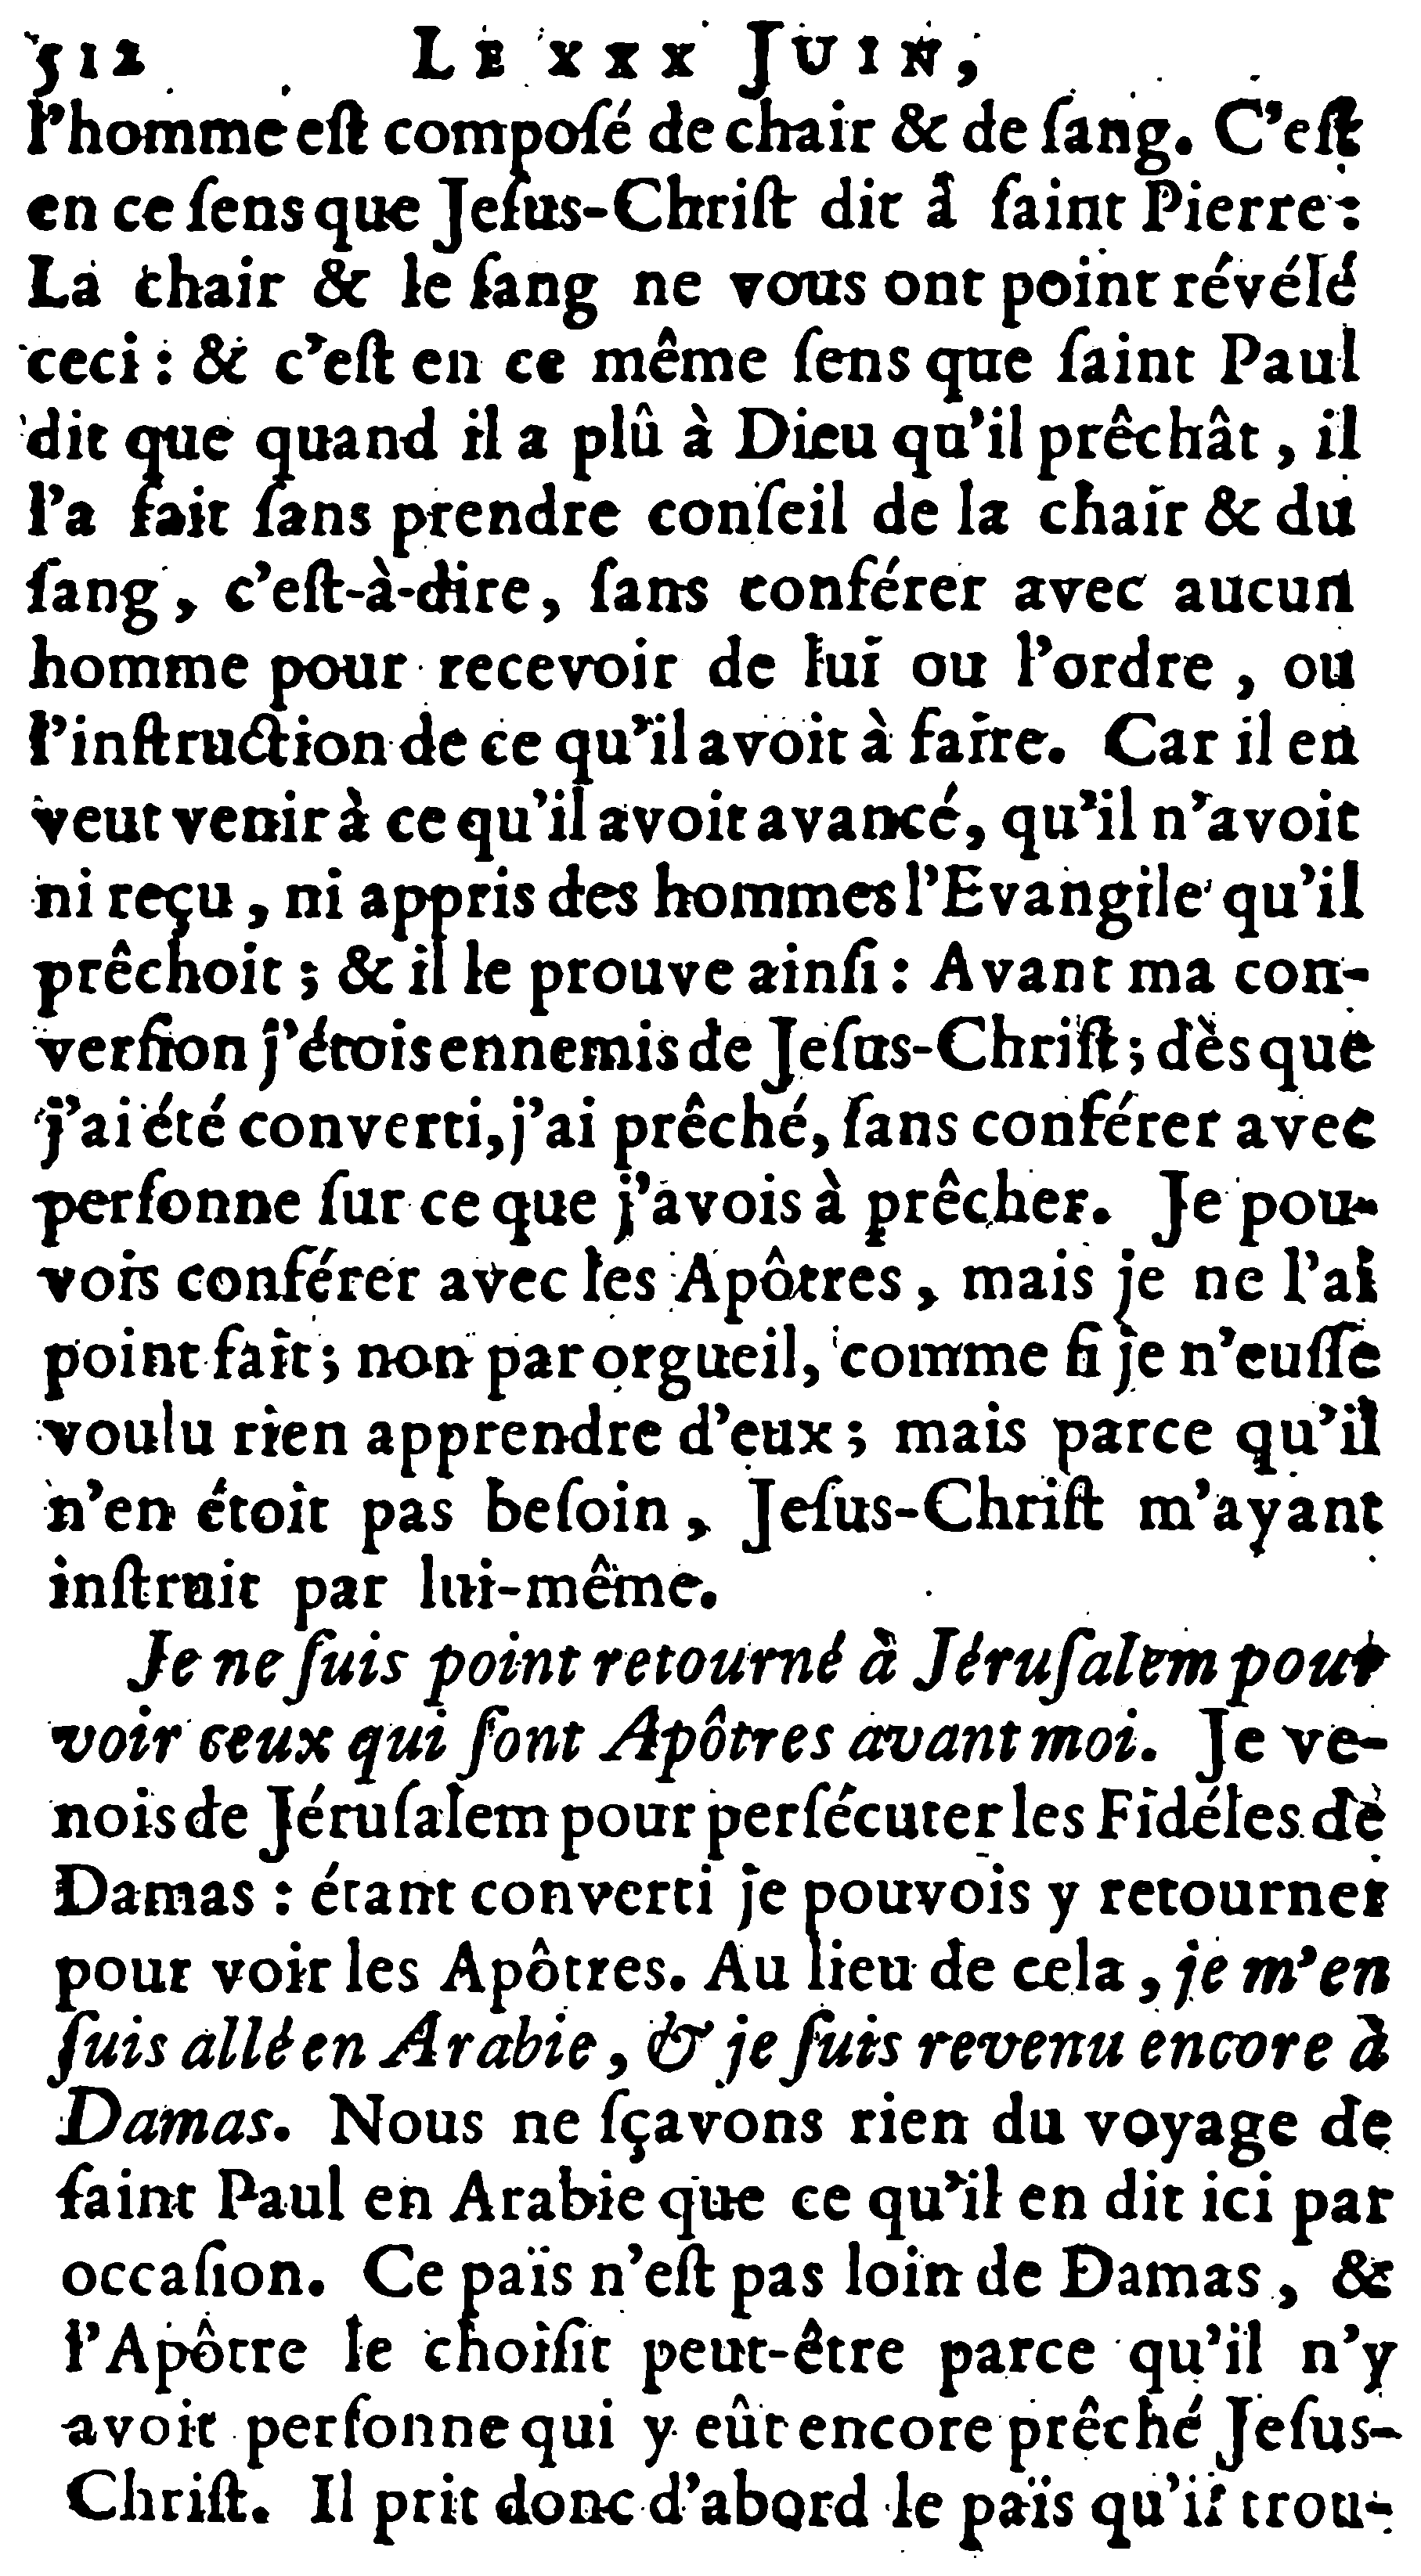 512 LE XXX JUIN,
l'homme eſt compoſé de chair & de ſang. C'eſt
en ce ſens que Jeſus-Chriſt dit à ſaint Pierre:
La chair & le ſang ne vous ont point révélé
ceci: & c'eſt en ce même ſens que ſaint Paul
dit que quand il a plû à Dieu qu'il prêchât, il
l'a fait ſans prendre conſeil de la chair & du
ſang, c'eſt-à-dire, ſans conférer avec aucun
homme pour recevoir de lui ou l'ordre, ou
l'inſtruction de ce qu'il avoit à faire. Car il en
veut venir à ce qu'il avoit avancé, qu'il n'avoit
ni reçu, ni appris des hommes l'Evangile qu'il
prêchoit; & il le prouve ainſi: Avant ma con-
verſion j'étois ennemis de Jeſus-Chriſt; dès que
j'ai été converti, j'ai prêché, ſans conférer avec
perſonne ſur ce que j'avois à prêcher. Je pou-
vois conférer avec les Apôtres, mais je ne l'ai
point fait; non par orgueil, comme ſi je n'euſſe
voulu rien apprendre d'eux; mais parce qu'il
n'en étoit pas beſoin, Jeſus-Chriſt m'ayant
inſtruit par lui-même.
Je ne ſuis point retourné à Jéruſalem pour
voir ceux qui ſont Apôtres avant moi. Je ve-
nois de Jéruſalem pour perſécuter les Fidéles de
Damas: étant converti je pouvois y retourner
pour voir les Apôtres. Au lieu de cela, je m'en
ſuis allé en Arabie, & je ſuis revenu encore à
Damas. Nous ne ſçavons rien du voyage de
ſaint Paul en Arabie que ce qu'il en dit ici par
occaſion. Ce païs n'eſt pas loin de Damas, &
l'Apôtre le choiſit peut-être parce qu'il n'y
avoit perſonne qui y eût encore prêché Jeſus-
Chriſt. Il prit donc d'abord le païs qu'il trou-